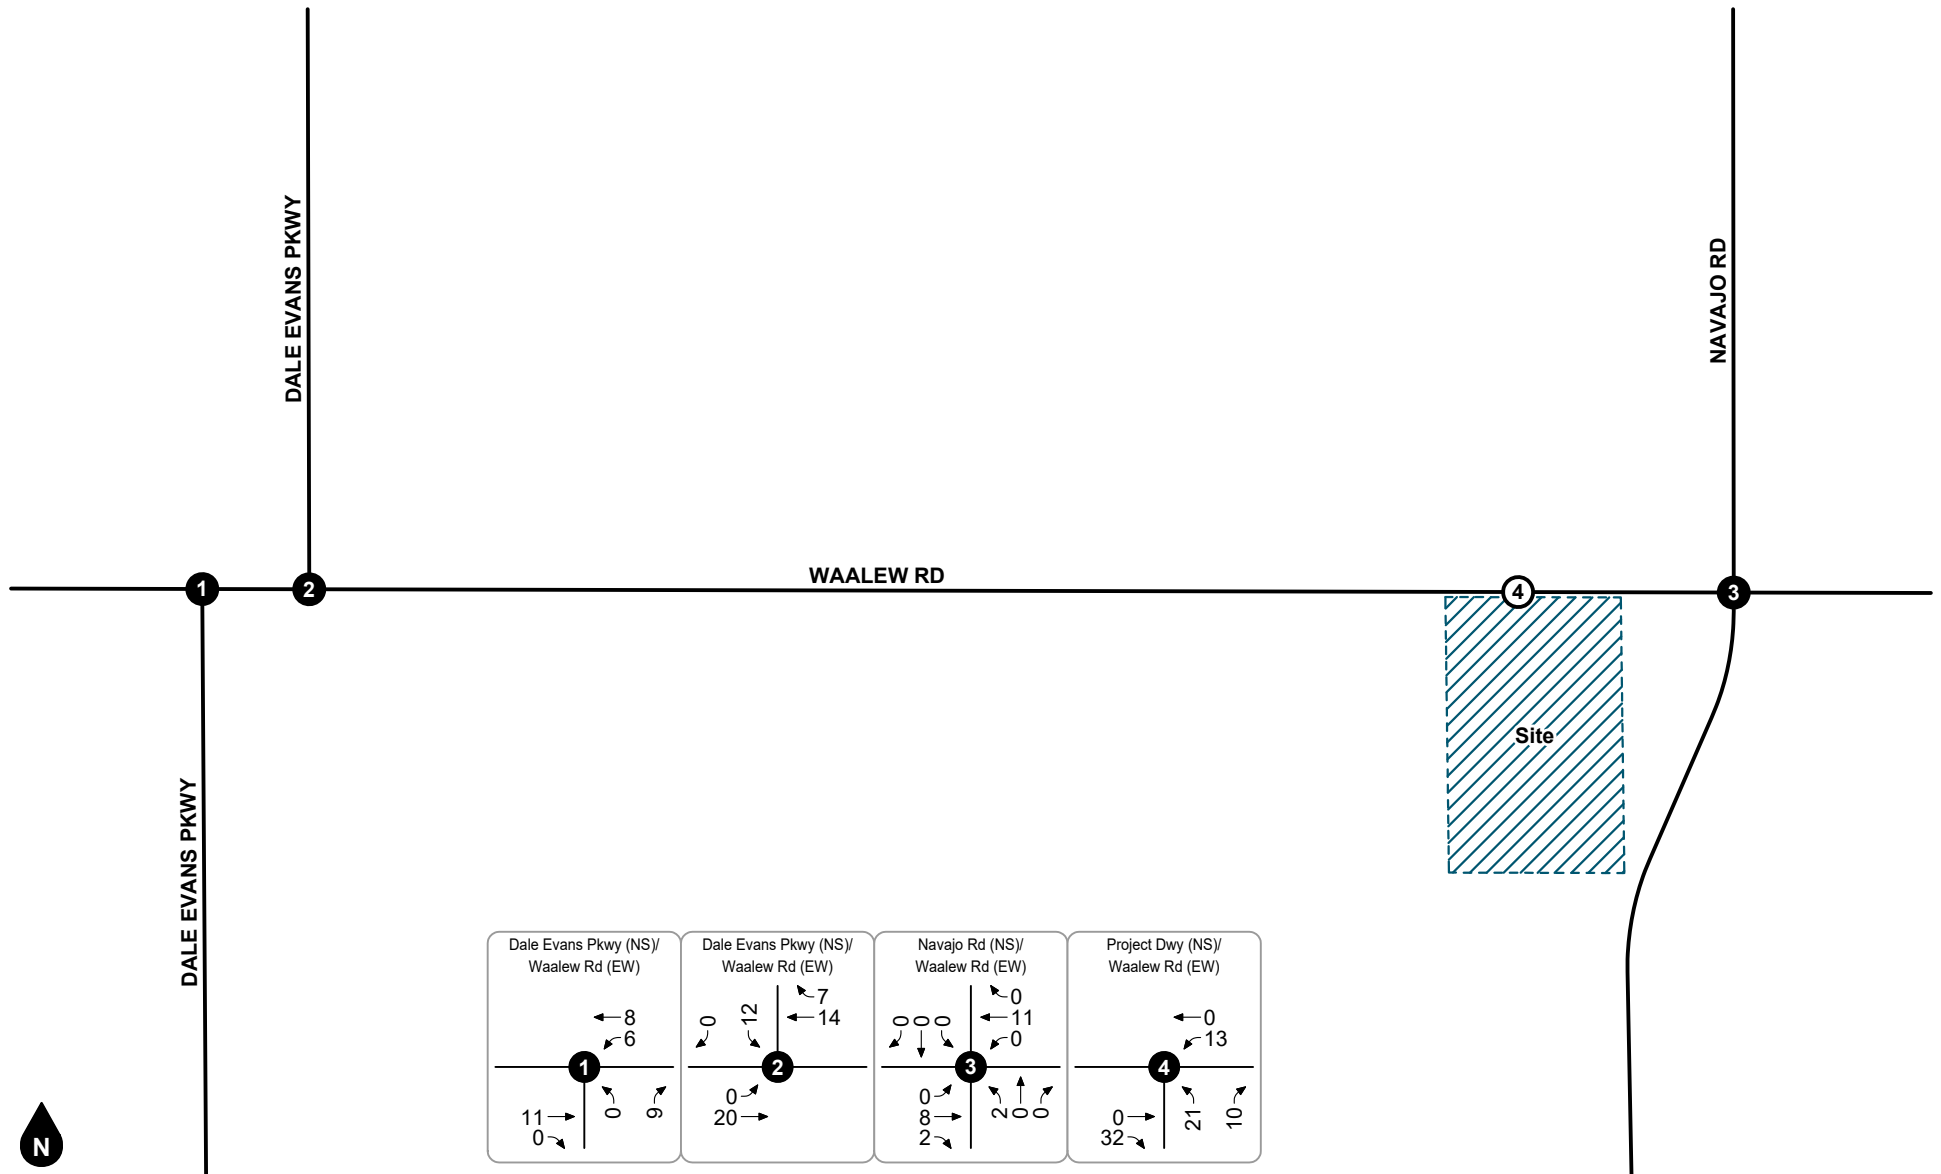 DALE EVANS PKWY
NAVAJO RD
WAALEW RD
1
2
4
3
Site
DALE EVANS PKWY
Dale Evans Pkwy (NS)/
Waalew Rd (EW)
8
6
1
11
0
0
9
Dale Evans Pkwy (NS)/
Waalew Rd (EW)
0
12
7
14
2
0
20
Navajo Rd (NS)/
Waalew Rd (EW)
0
0
0
0
11
0
3
0
8
2
2
0
0
Project Dwy (NS)/
Waalew Rd (EW)
0
13
4
0
32
21
10
N